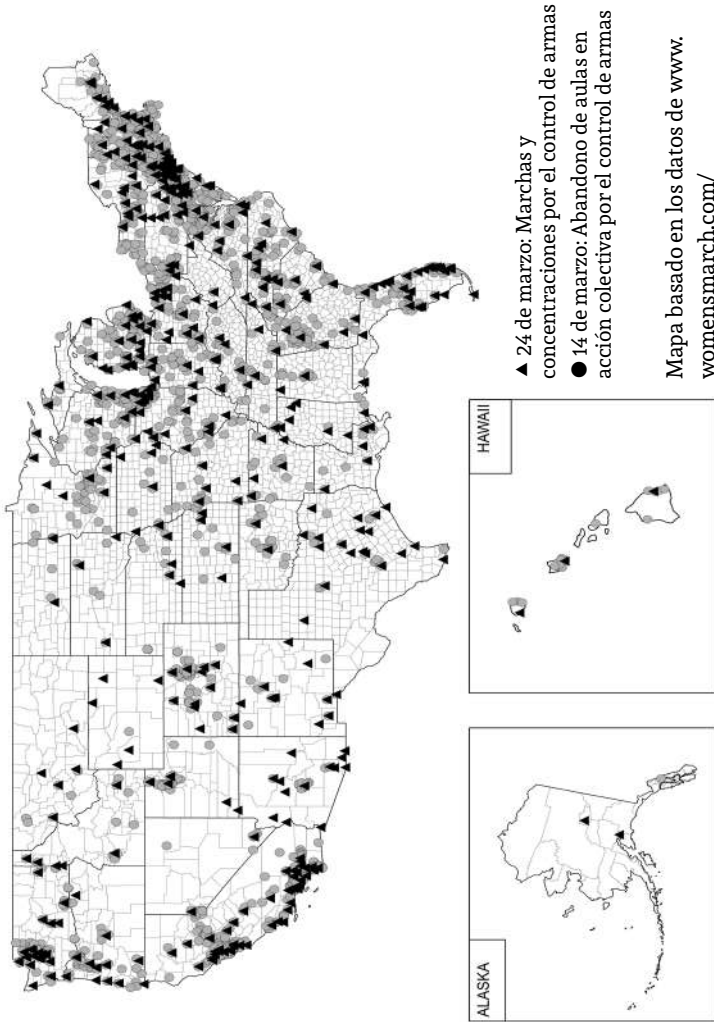 ▲ 24 de marzo: Marchas y
concentraciones por el control de armas
● 14 de marzo: Abandono de aulas en
acción colectiva por el control de armas
Mapa basado en los datos de www.
womensmarch.com/
ALASKA
HAWAII